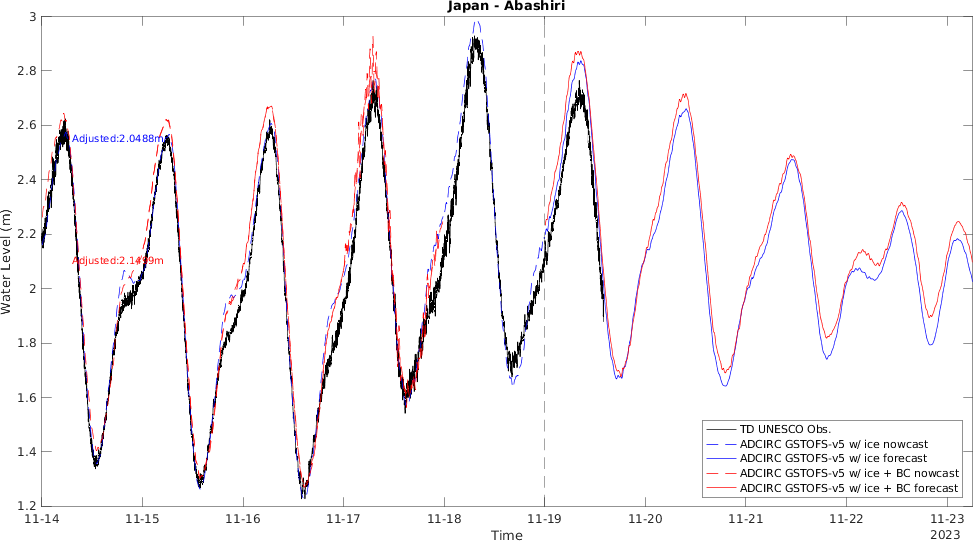 Japan - Abashiri
3
2.8
2.6
2.4
2.2
2
1.8
1.6
1.4
1.2
Water Level (m)
Adjusted:2.0488m
Adjusted:2.1499m
TD UNESCO Obs.
ADCIRC GSTOFS-v5 w/ ice nowcast
ADCIRC GSTOFS-v5 w/ ice forecast
ADCIRC GSTOFS-v5 w/ ice + BC nowcast
ADCIRC GSTOFS-v5 w/ ice + BC forecast
11-14 11-15 11-16 11-17 11-18 11-19 11-20 11-21 11-22 11-23
2023
Time